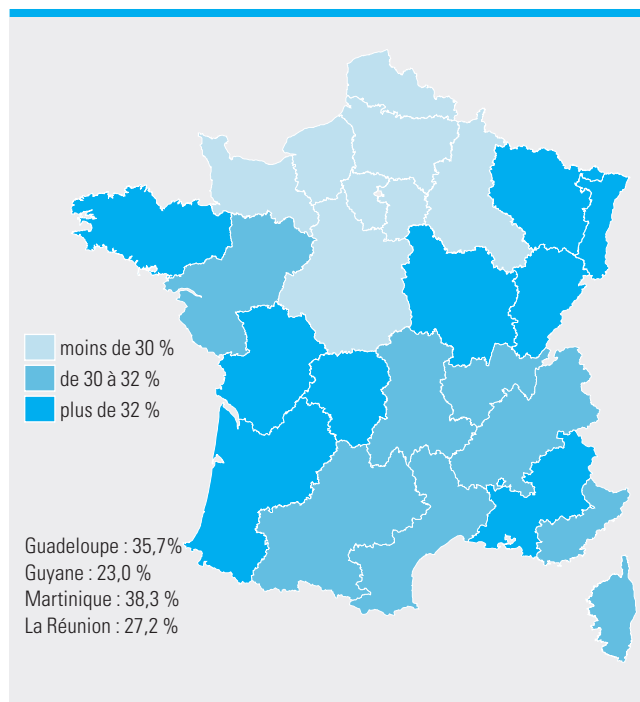 moins de 30 %
de 30 à 32 %
plus de 32 %
Guadeloupe : 35,7%
Guyane : 23,0 %
Martinique : 38,3 %
La Réunion : 27,2 %